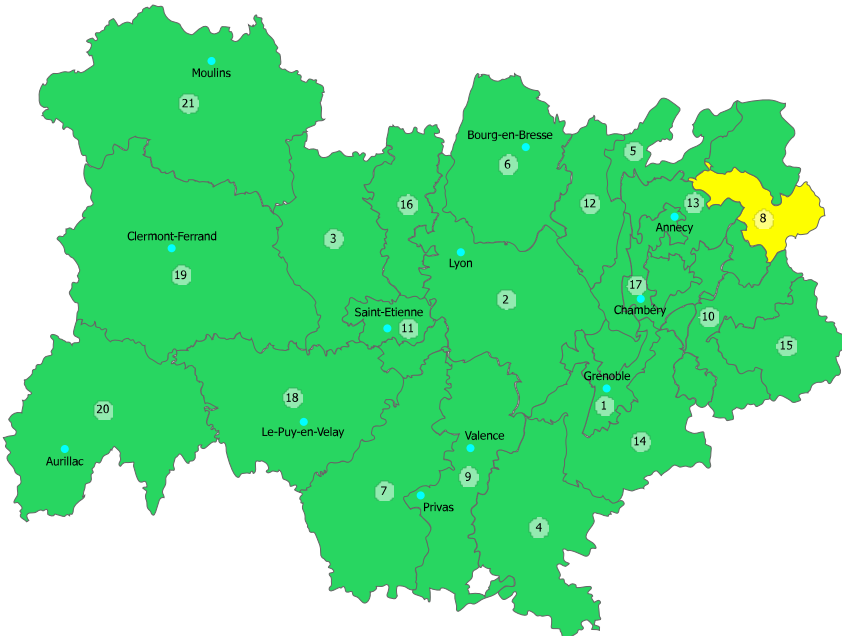 Moulins
21
Bourg-en-Bresse
6
5
12
16
13
Annecy
8
3
Clermont-Ferrand
19
Lyon
2
17
Chambéry
10
15
Saint-Etienne
11
Grenoble
1
18
Le-Puy-en-Velay
20
Aurillac
Valence
14
9
7
Privas
4